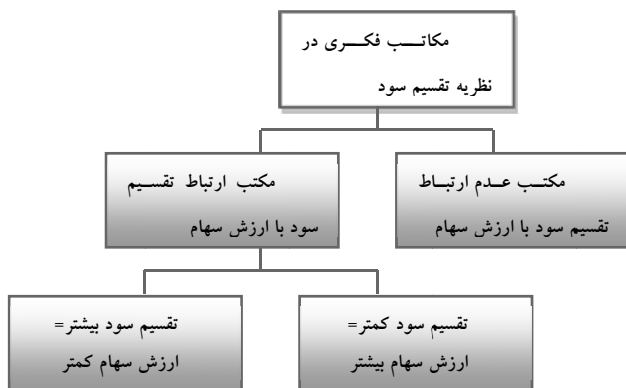 مکاتب فکری در
نظریه تقسیم سود
مکتب عدم ارتباط
تقسیم سود با ارزش سهام
مکتب ارتباط تقسیم
سود با ارزش سهام
تقسیم سود کمتر=
ارزش سهام بیشتر
تقسیم سود بیشتر=
ارزش سهام کمتر